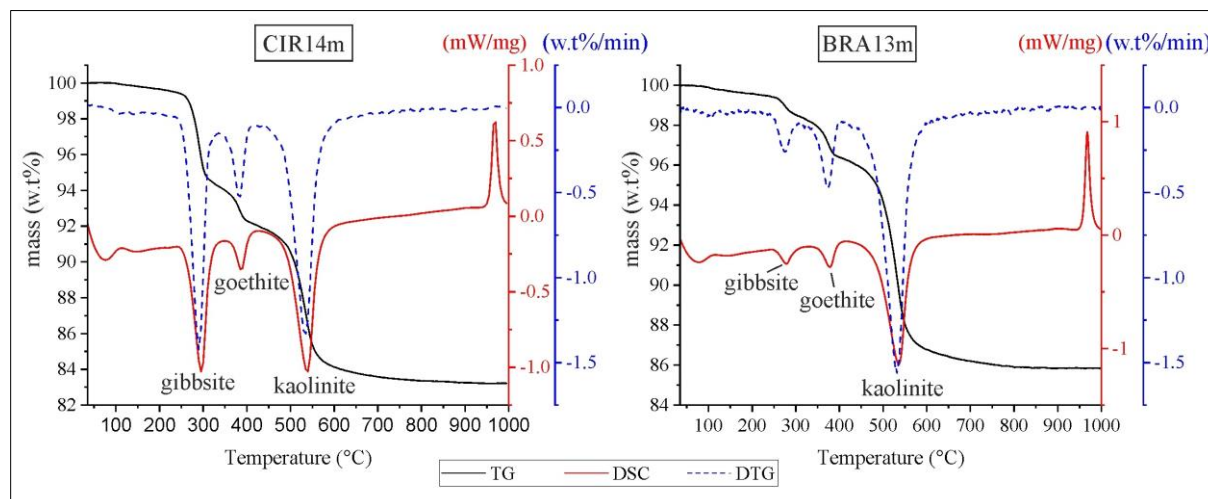 CIR14m
(mW/mg) (w.t%/min)
mass (w.t%)
100
98
96
94
92
90
88
86
84
82
1.0
0.5
0.0
-0.5
-1.0
0.0
-0.5
-1.0
-1.5
goethite
gibbsite
kaolinite
100 200 300 400 500 600 700 800 900 1000
Temperature (°C)
BRA13m
(mW/mg) (w.t%/min)
mass (w.t%)
100
98
96
94
92
90
88
86
84
1
0
-1
0.0
-0.5
-1.0
-1.5
gibbsite
goethite
kaolinite
100 200 300 400 500 600 700 800 900 1000
Temperature (°C)
TG DSC DTG